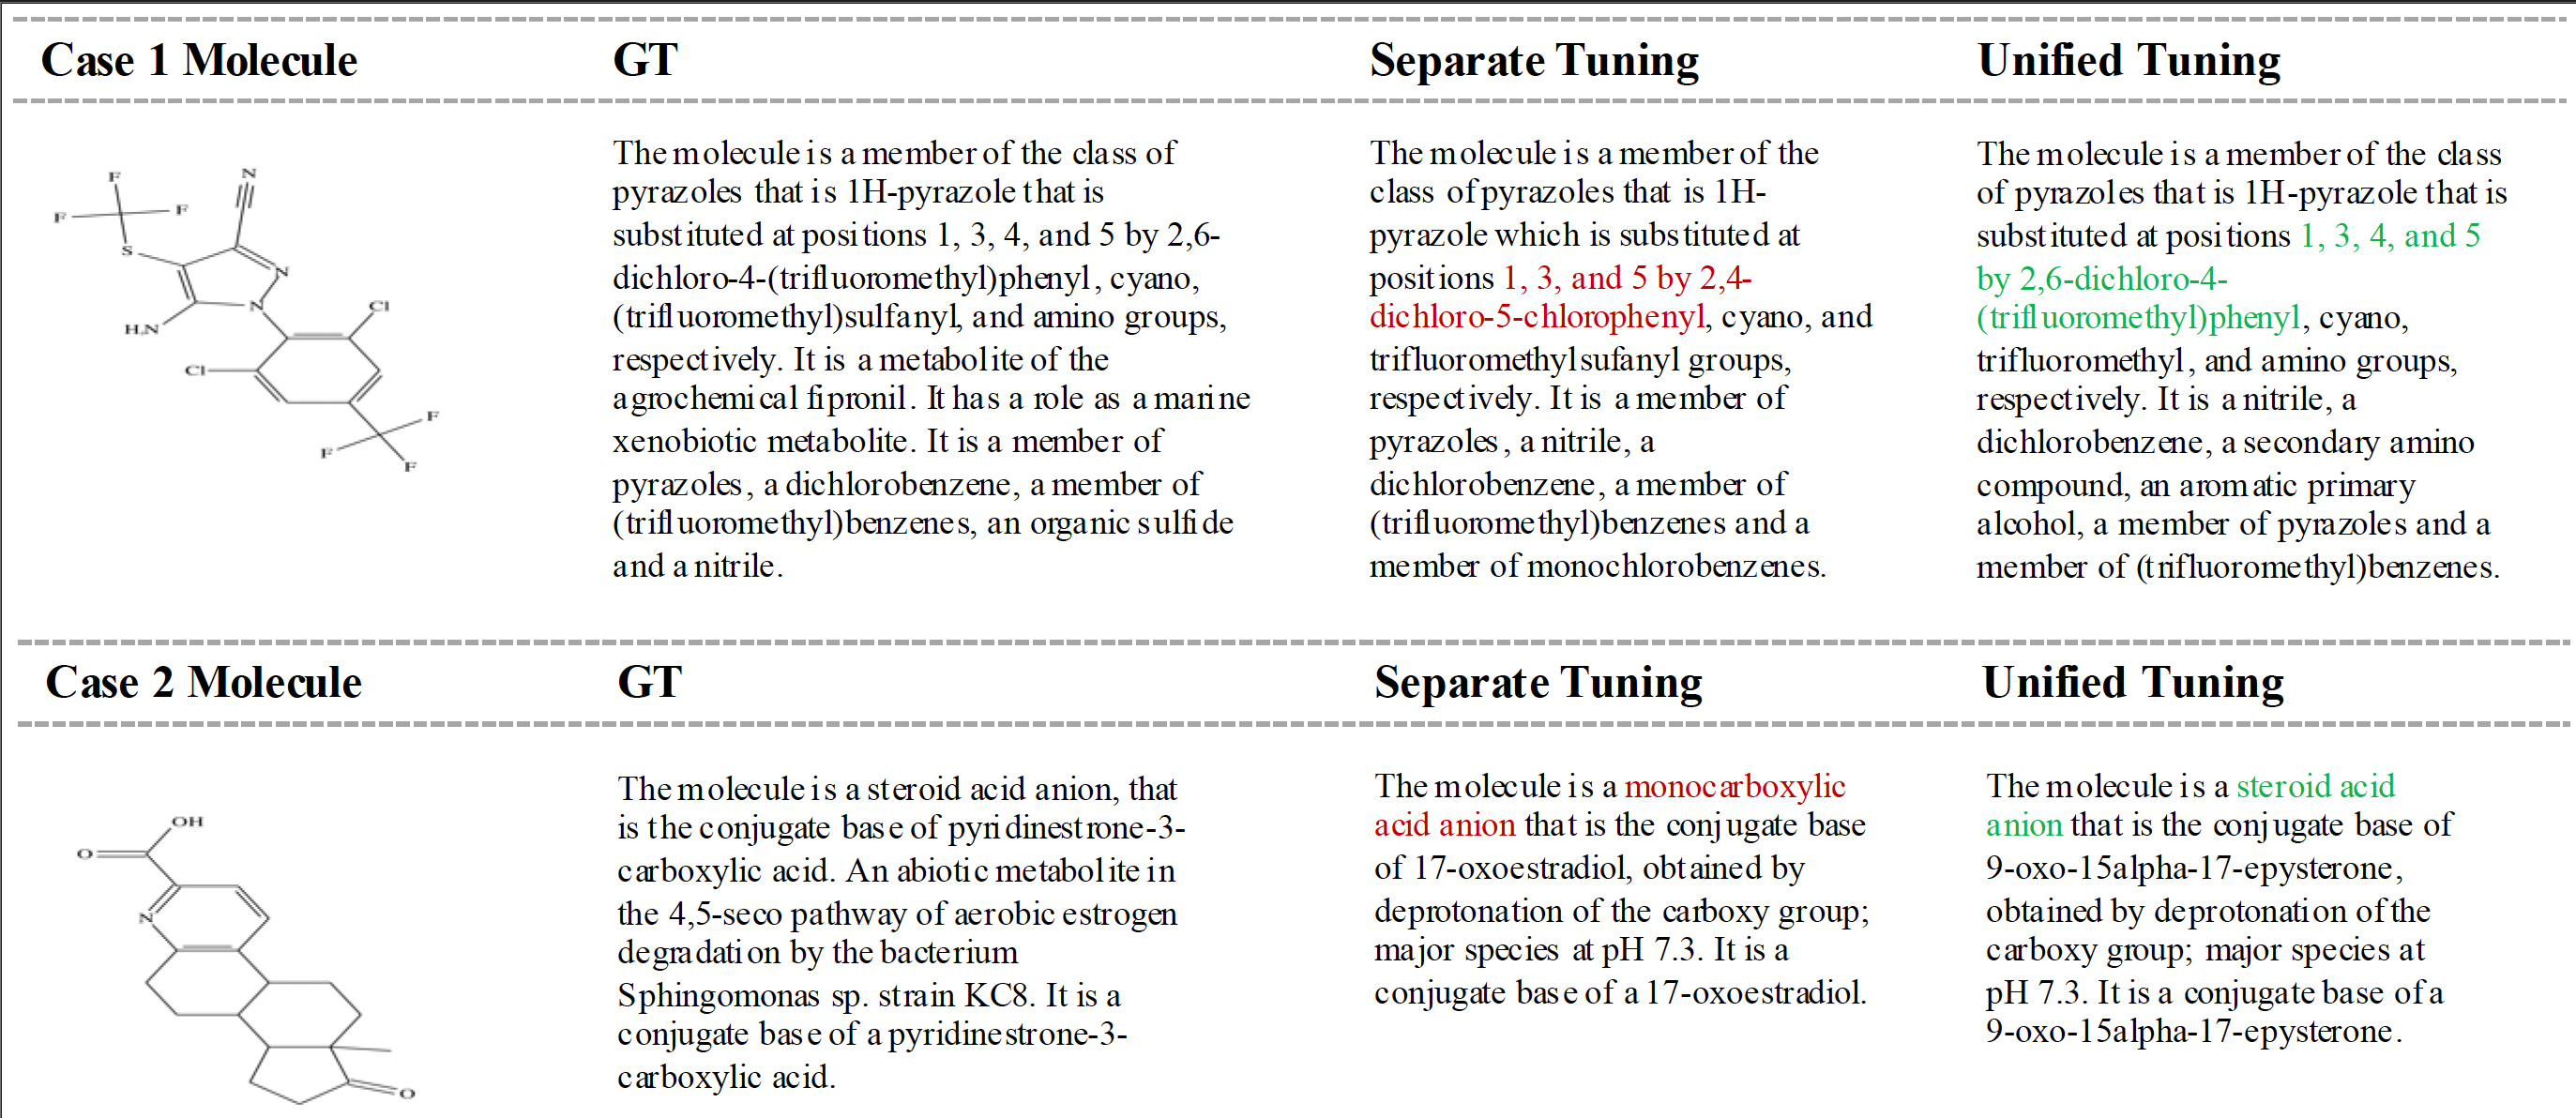 Case 1 Molecule
GT
Separate Tuning
Unified Tuning
F
F
F
S
N
N
N
H₂N
Cl
Cl
F
F
F
The molecule is a member of the class of
pyrazoles that is 1H-pyrazole that is
substituted at positions 1, 3, 4, and 5 by 2,6-
dichloro-4-(trifluoromethyl)phenyl, cyano,
(trifluoromethyl)sulfanyl, and amino groups,
respectively. It is a metabolite of the
agrochemical fipronil. It has a role as a marine
xenobiotic metabolite. It is a member of
pyrazoles, a dichlorobenzene, a member of
(trifluoromethyl)benzenes, an organic sulfide
and a nitrile.
The molecule is a member of the
class of pyrazoles that is 1H-
pyrazole which is substituted at
positions 1, 3, and 5 by 2,4-
dichloro-5-chlorophenyl, cyano, and
trifluoromethylsufanyl groups,
respectively. It is a member of
pyrazoles, a nitrile, a
dichlorobenzene, a member of
(trifluoromethyl)benzenes and a
member of monochlorobenzenes.
The molecule is a member of the class
of pyrazoles that is 1H-pyrazole that is
substituted at positions 1, 3, 4, and 5
by 2,6-dichloro-4-
(trifluoromethyl)phenyl, cyano,
trifluoromethyl, and amino groups,
respectively. It is a nitrile, a
dichlorobenzene, a secondary amino
compound, an aromatic primary
alcohol, a member of pyrazoles and a
member of (trifluoromethyl)benzenes.
Case 2 Molecule
GT
Separate Tuning
Unified Tuning
OH
O
N
O
The molecule is a steroid acid anion, that
is the conjugate base of pyridinestrone-3-
carboxylic acid. An abiotic metabolite in
the 4,5-seco pathway of aerobic estrogen
degradation by the bacterium
Sphingomonas sp. strain KC8. It is a
conjugate base of a pyridinestrone-3-
carboxylic acid.
The molecule is a monocarboxylic
acid anion that is the conjugate base
of 17-oxoestradiol, obtained by
deprotonation of the carboxy group;
major species at pH 7.3. It is a
conjugate base of a 17-oxoestradiol.
The molecule is a steroid acid
anion that is the conjugate base of
9-oxo-15alpha-17-epysterone,
obtained by deprotonation of the
carboxy group; major species at
pH 7.3. It is a conjugate base of a
9-oxo-15alpha-17-epysterone.